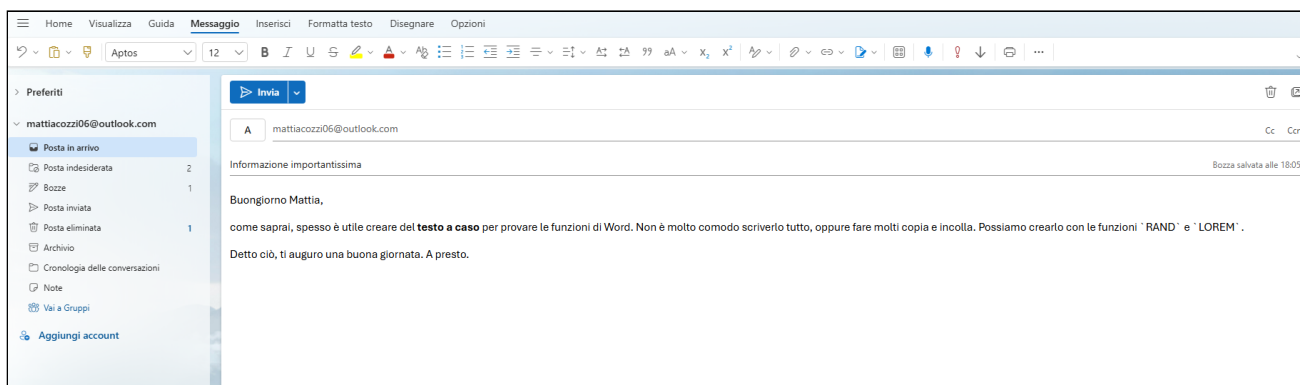 Home Visualizza Guida Messaggio Inserisci Formatta testo Disegnare Opzioni
Aptos 12
Preferiti
Invia
mattiacozzi06@outlook.com
A mattiacozzi06@outlook.com Cc Ccr
Posta in arrivo
Posta indesiderata 2
Informazione importantissima Bozza salvata alle 18:05
Bozze 1
Posta inviata
Posta eliminata 1
Archivio
Cronologia delle conversazioni
Note
Vai a Gruppi
Aggiungi account
Buongiorno Mattia,
come saprai, spesso è utile creare del testo a caso per provare le funzioni di Word. Non è molto comodo scriverlo tutto, oppure fare molti copia e incolla. Possiamo crearlo con le funzioni `RAND` e `LOREM`.
Detto ciò, ti auguro una buona giornata. A presto.